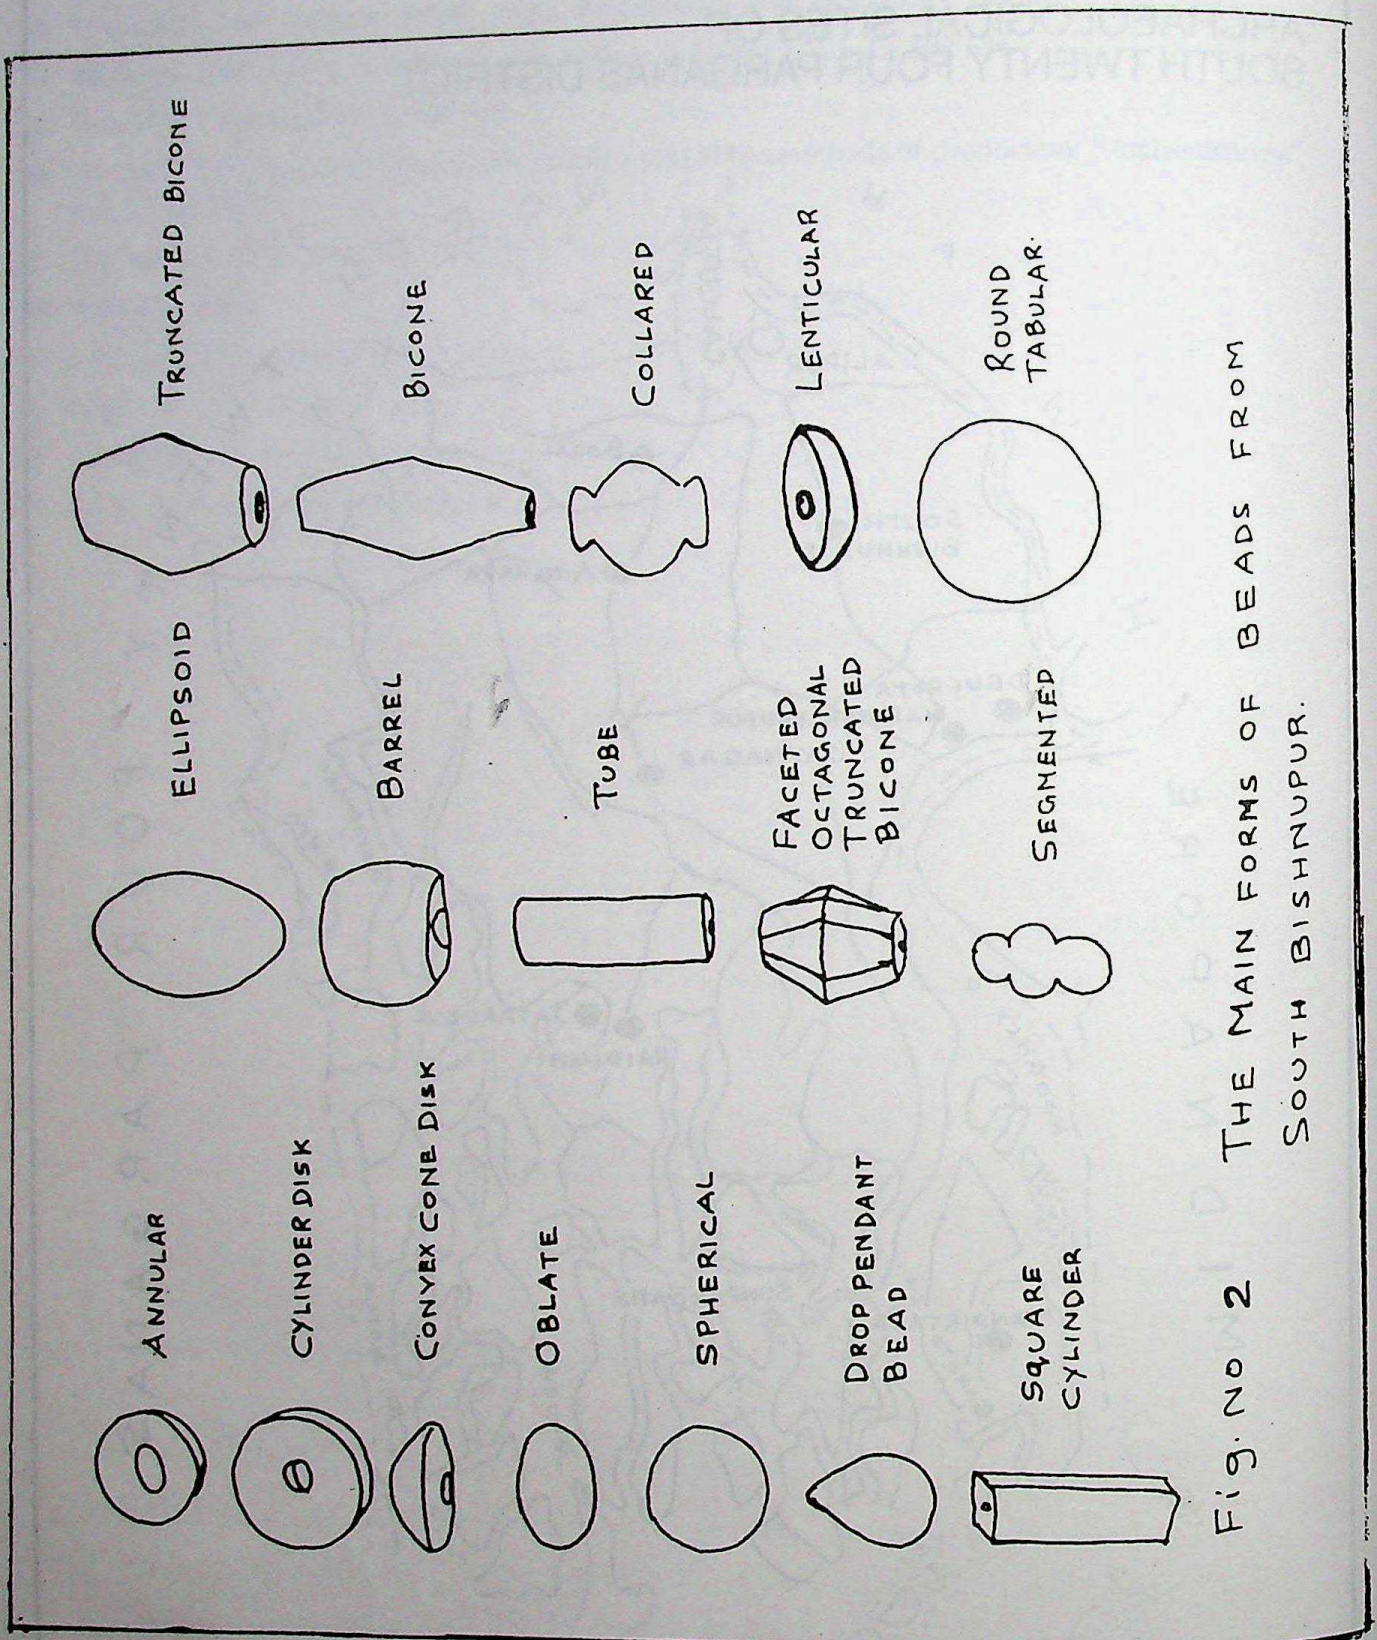 ANNULAR
CYLINDER DISK
CONVEX CONE DISK
OBLATE
SPHERICAL
DROP PENDANT
BEAD
SQUARE
CYLINDER
ELLIPSOID
BARREL
TUBE
FACETED
OCTAGONAL
TRUNCATED
BICONE
SEGMENTED
TRUNCATED BICONE
BICONE
COLLARED
LENTICULAR
ROUND
TABULAR.
Fig. NO 2 THE MAIN FORMS OF BEADS FROM
SOUTH BISHNUPUR.
ARCHAEOLOGICAL SITES OF
SOUTH TWENTY FOUR PARGANAS DISTRICT